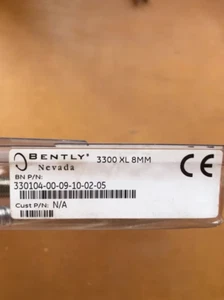 BENTLY
Nevada
3300 XL 8MM
CE
BN P/N:
330104-00-09-10-02-05
Cust P/N: N/A